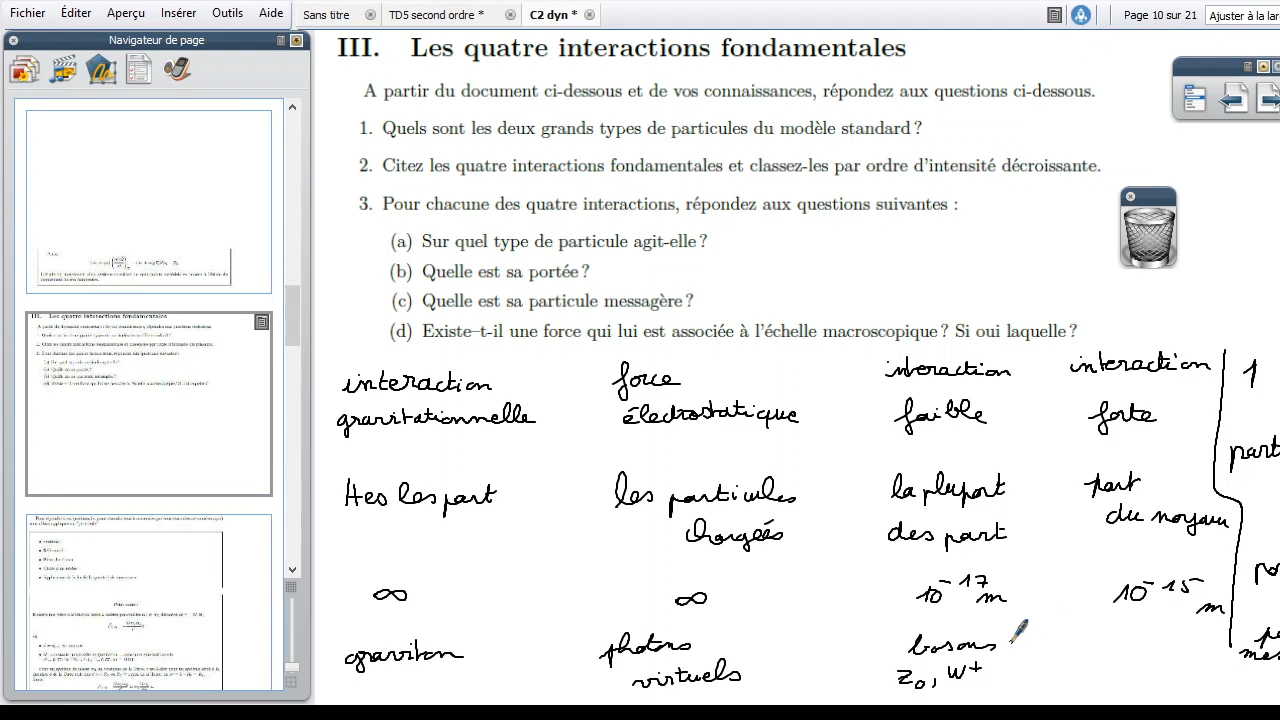 Fichier Éditer Aperçu Insérer Outils Aide
Sans titre TD5 second ordre * C2 dyn *
Page 10 sur 21 Ajuster à la lar
Navigateur de page
III. Les quatre interactions fondamentales
A partir du document ci-dessous et de vos connaissances, répondez aux questions ci-dessous.
1. Quels sont les deux grands types de particules du modèle standard ?
2. Citez les quatre interactions fondamentales et classez-les par ordre d'intensité décroissante.
3. Pour chacune des quatre interactions, répondez aux questions suivantes :
(a) Sur quel type de particule agit-elle ?
(b) Quelle est sa portée ?
(c) Quelle est sa particule messagère ?
(d) Existe-t-il une force qui lui est associée à l'échelle macroscopique ? Si oui laquelle ?
interaction force interaction interaction 1
gravitationnelle électrostatique faible forte
part
ttes les part les particules la plupart part
chargées des part du noyau
∞ ∞ 10⁻¹⁷ m 10⁻¹⁵ m
graviton photons bosons
virtuels Z₀, W⁺ mes